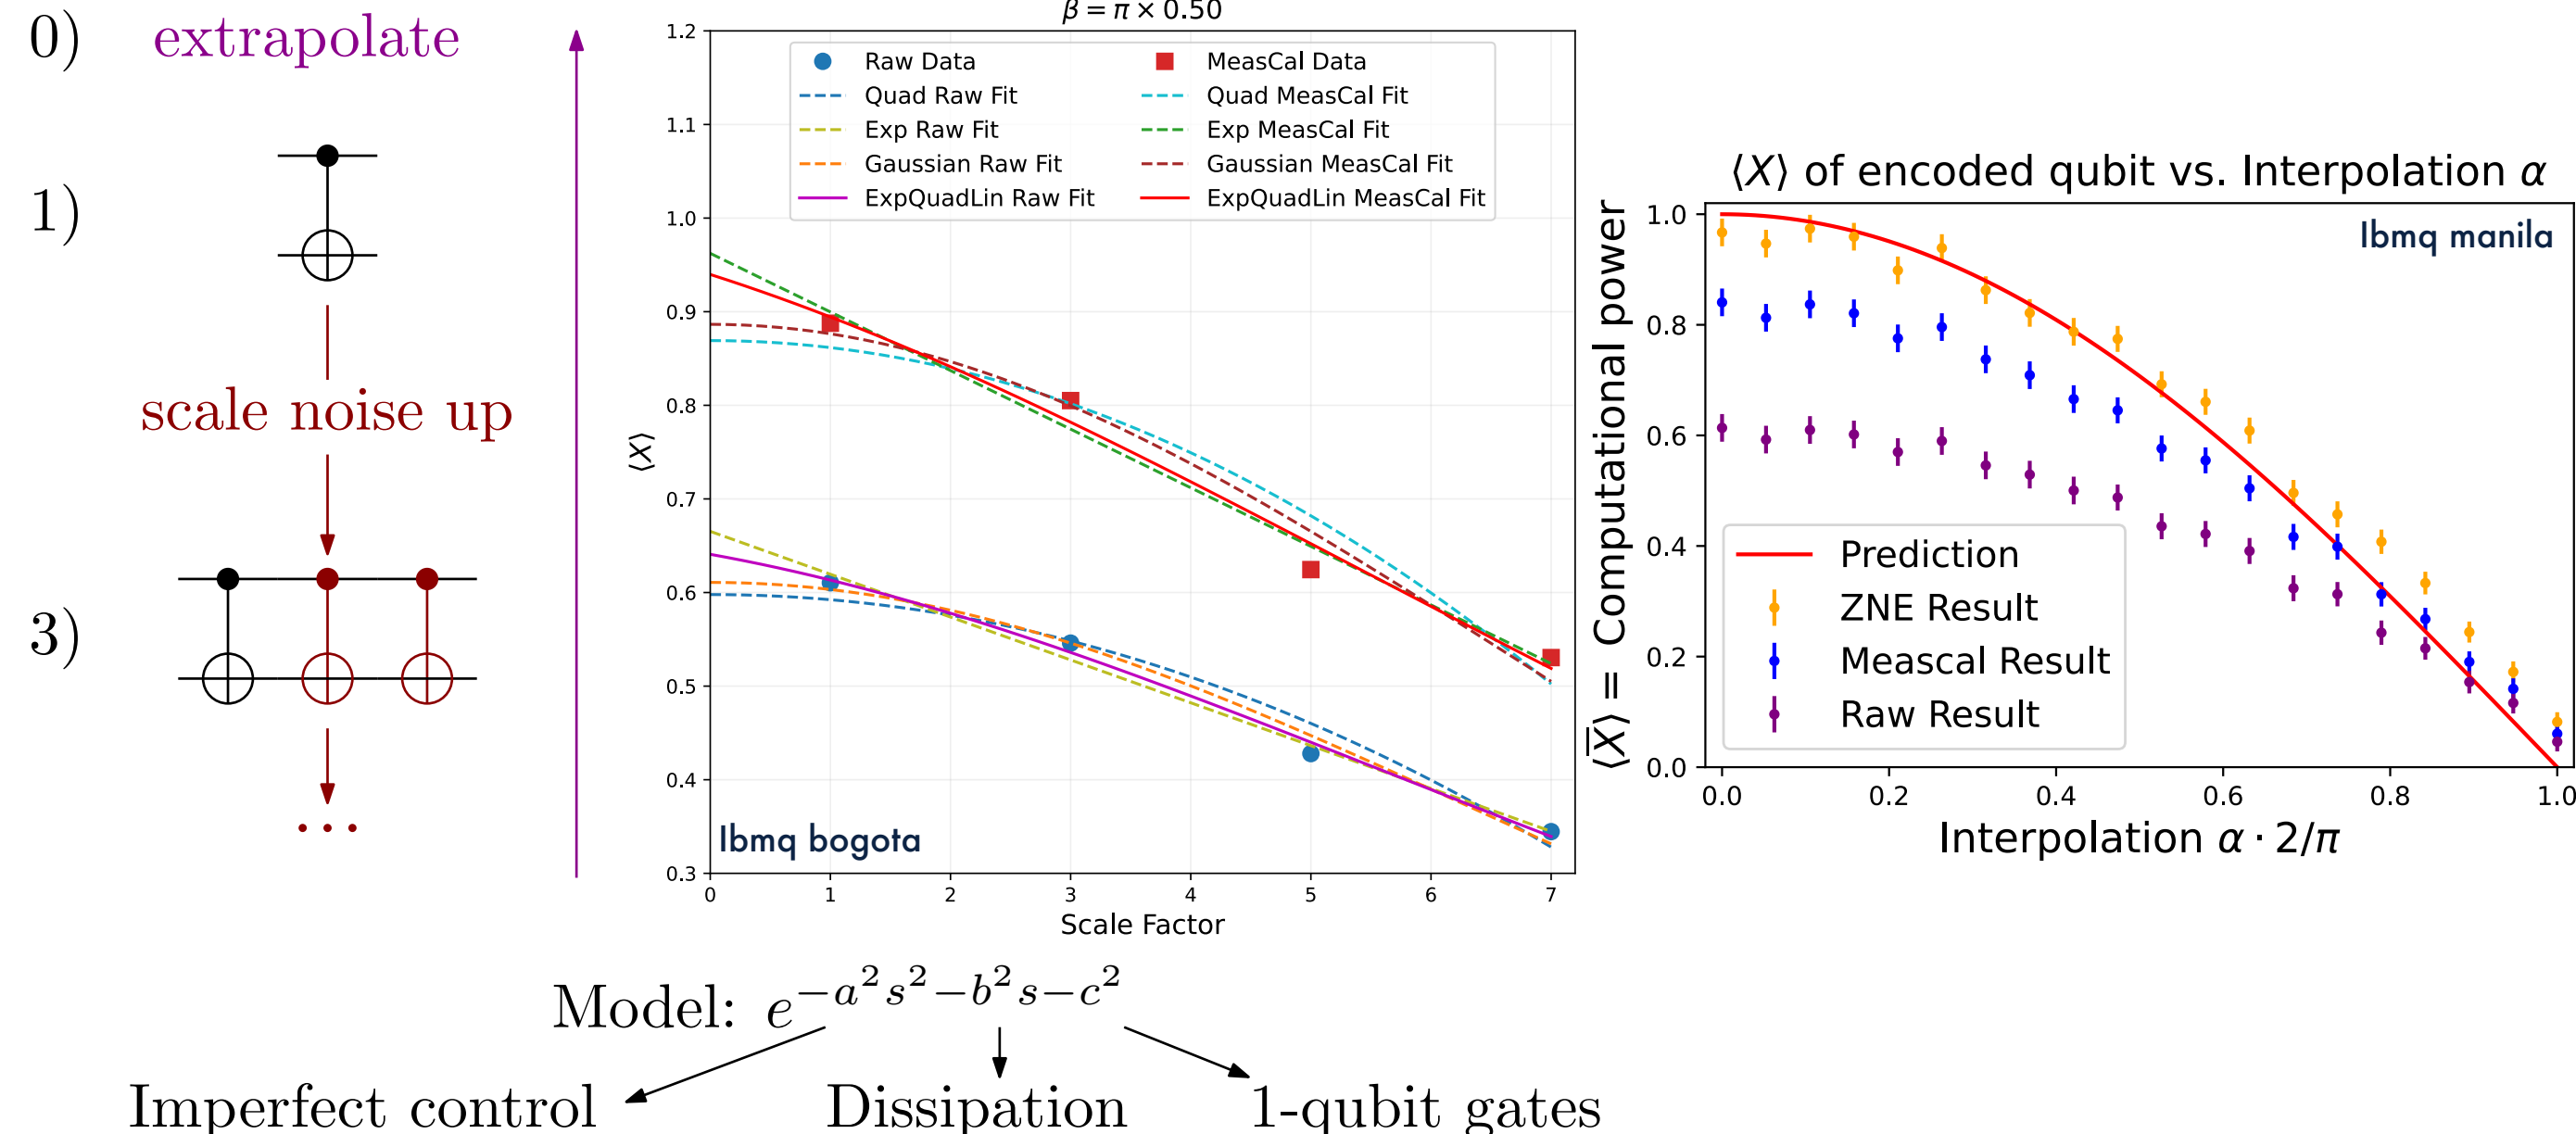 0) extrapolate
1)
scale noise up
3)
...
β = π × 0.50
1.2
1.1
1.0
0.9
0.8
0.7
0.6
0.5
0.4
0.3
⟨X⟩
Raw Data
Quad Raw Fit
Exp Raw Fit
Gaussian Raw Fit
ExpQuadLin Raw Fit
MeasCal Data
Quad MeasCal Fit
Exp MeasCal Fit
Gaussian MeasCal Fit
ExpQuadLin MeasCal Fit
Ibmq bogota
0 1 2 3 4 5 6 7
Scale Factor
⟨X⟩ of encoded qubit vs. Interpolation α
Ibmq manila
⟨X̅⟩ = Computational power
1.0
0.8
0.6
0.4
0.2
0.0
Prediction
ZNE Result
Meascal Result
Raw Result
0.0 0.2 0.4 0.6 0.8 1.0
Interpolation α · 2/π
Model: e^{−a²s²−b²s−c²}
Imperfect control Dissipation 1-qubit gates